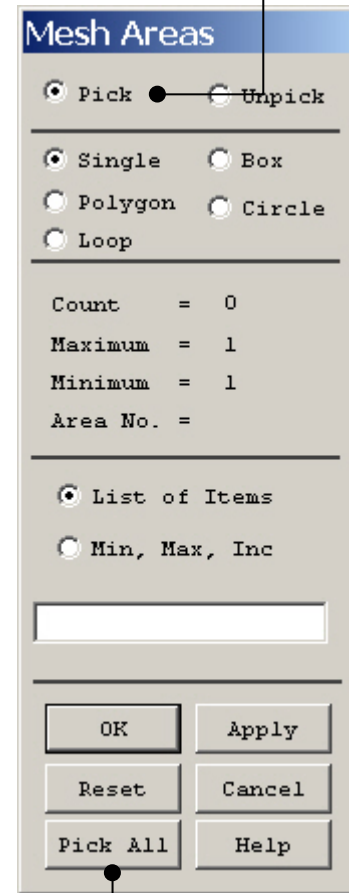 Mesh Areas
Pick Unpick
Single Box
Polygon Circle
Loop
Count = 0
Maximum = 1
Minimum = 1
Area No. =
List of Items
Min, Max, Inc
OK Apply
Reset Cancel
Pick All Help